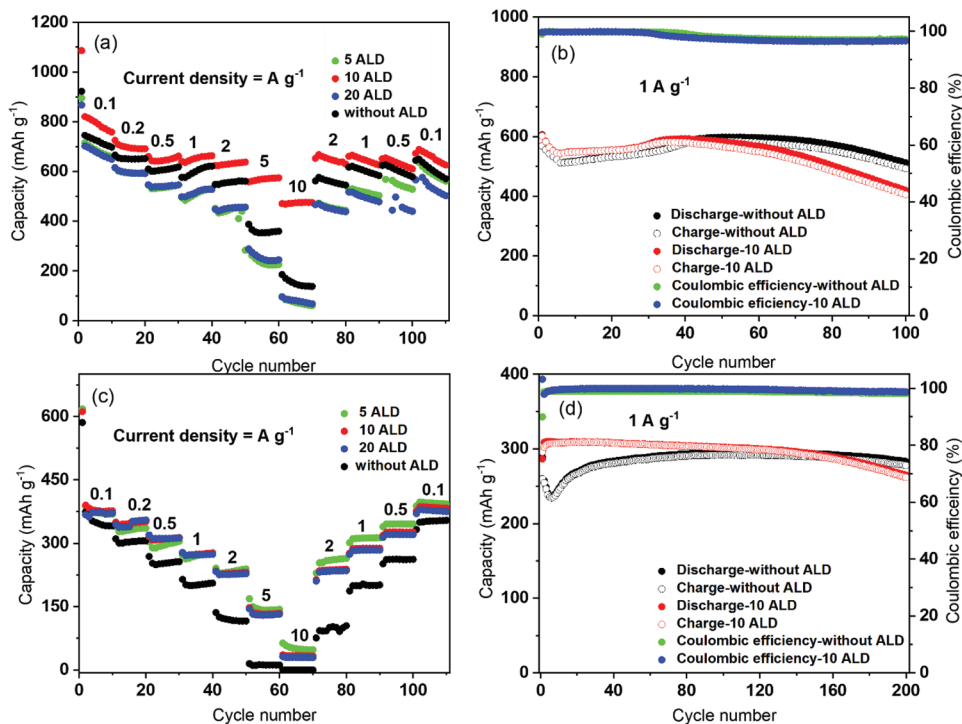 (a)
Current density = A g⁻¹
5 ALD
10 ALD
20 ALD
without ALD
0.1
0.2
0.5
1
2
5
10
2
1
0.5
0.1
Capacity (mAh g⁻¹)
0
200
400
600
800
1000
1200
0 20 40 60 80 100
Cycle number
(b)
1 A g⁻¹
Discharge-without ALD
Charge-without ALD
Discharge-10 ALD
Charge-10 ALD
Coulombic efficiency-without ALD
Coulombic eficiency-10 ALD
Capacity (mAh g⁻¹)
0
200
400
600
800
1000
Coulombic efficiency (%)
0
20
40
60
80
100
0 20 40 60 80 100
Cycle number
(c)
Current density = A g⁻¹
5 ALD
10 ALD
20 ALD
without ALD
0.1
0.2
0.5
1
2
5
10
2
1
0.5
0.1
Capacity (mAh g⁻¹)
0
150
300
450
600
0 20 40 60 80 100
Cycle number
(d)
1 A g⁻¹
Discharge-without ALD
Charge-without ALD
Discharge-10 ALD
Charge-10 ALD
Coulombic efficiency-without ALD
Coulombic efficiency-10 ALD
Capacity (mAh g⁻¹)
0
100
200
300
400
Coulombic efficeincy (%)
0
20
40
60
80
100
0 40 80 120 160 200
Cycle number